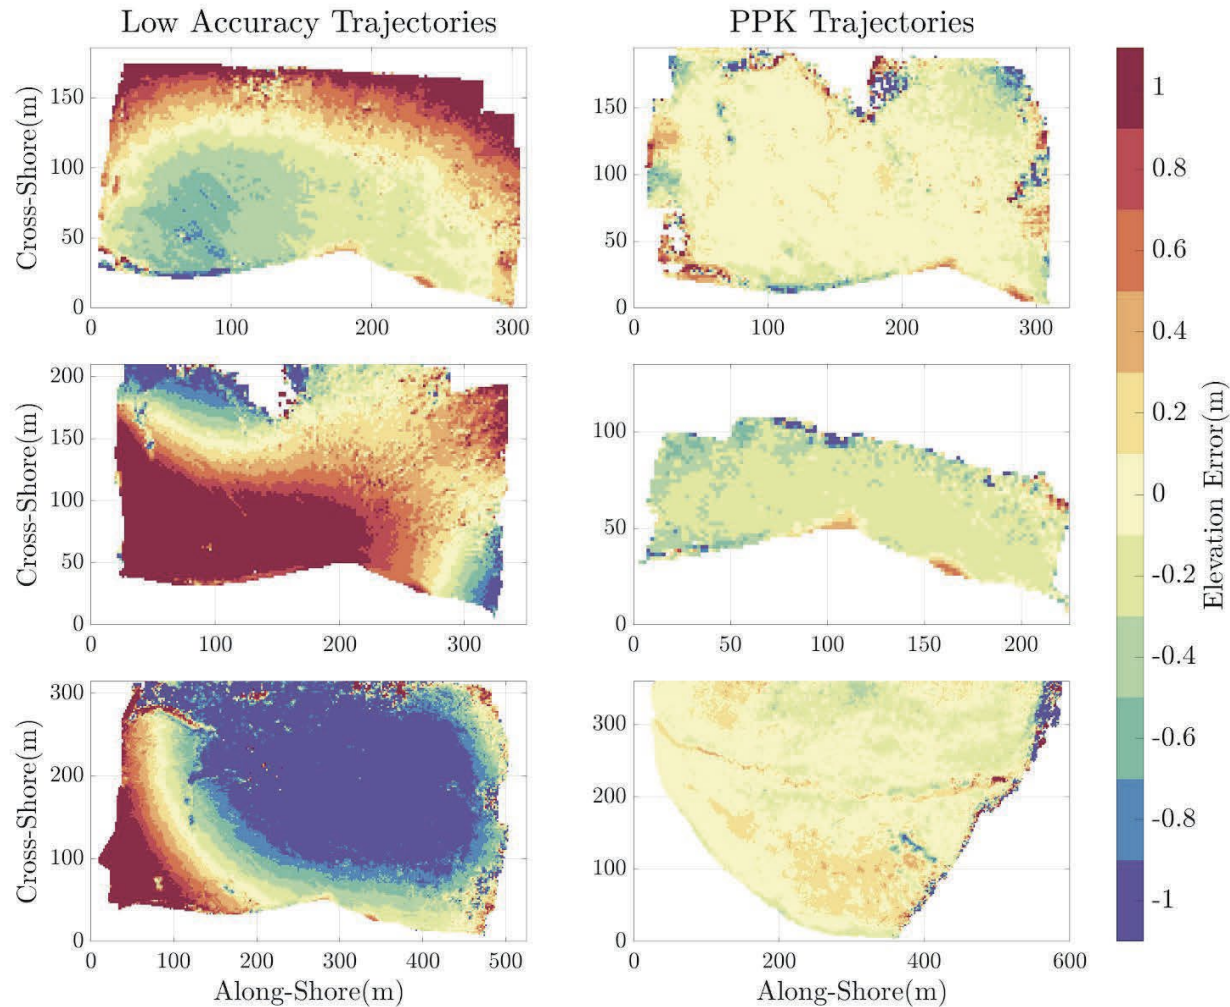 Low Accuracy Trajectories
PPK Trajectories
Cross-Shore(m)
150
100
50
0
0 100 200 300
150
100
50
0
0 100 200 300
Cross-Shore(m)
200
150
100
50
0
0 100 200 300
100
50
0
0 50 100 150 200
Cross-Shore(m)
300
200
100
0
0 100 200 300 400 500
Along-Shore(m)
300
200
100
0
0 200 400 600
Along-Shore(m)
1
0.8
0.6
0.4
0.2
0
-0.2
-0.4
-0.6
-0.8
-1
Elevation Error(m)